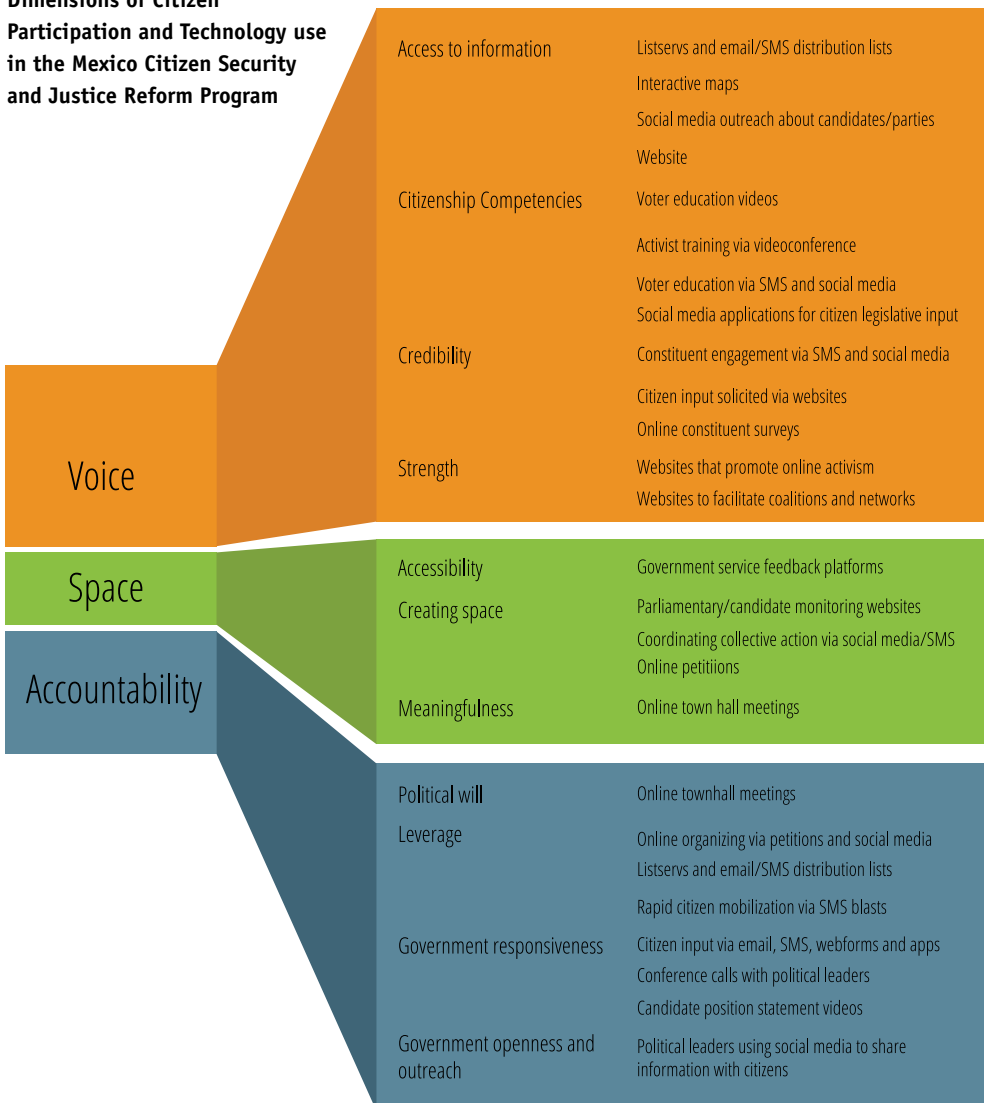 Dimensions of Citizen
Participation and Technology use
in the Mexico Citizen Security
and Justice Reform Program
Voice
Access to information
Listservs and email/SMS distribution lists
Interactive maps
Social media outreach about candidates/parties
Website
Citizenship Competencies
Voter education videos
Activist training via videoconference
Voter education via SMS and social media
Social media applications for citizen legislative input
Credibility
Constituent engagement via SMS and social media
Citizen input solicited via websites
Online constituent surveys
Strength
Websites that promote online activism
Websites to facilitate coalitions and networks
Space
Accessibility
Government service feedback platforms
Creating space
Parliamentary/candidate monitoring websites
Coordinating collective action via social media/SMS
Online petitiions
Meaningfulness
Online town hall meetings
Accountability
Political will
Online townhall meetings
Leverage
Online organizing via petitions and social media
Listservs and email/SMS distribution lists
Rapid citizen mobilization via SMS blasts
Government responsiveness
Citizen input via email, SMS, webforms and apps
Conference calls with political leaders
Candidate position statement videos
Government openness and
outreach
Political leaders using social media to share
information with citizens